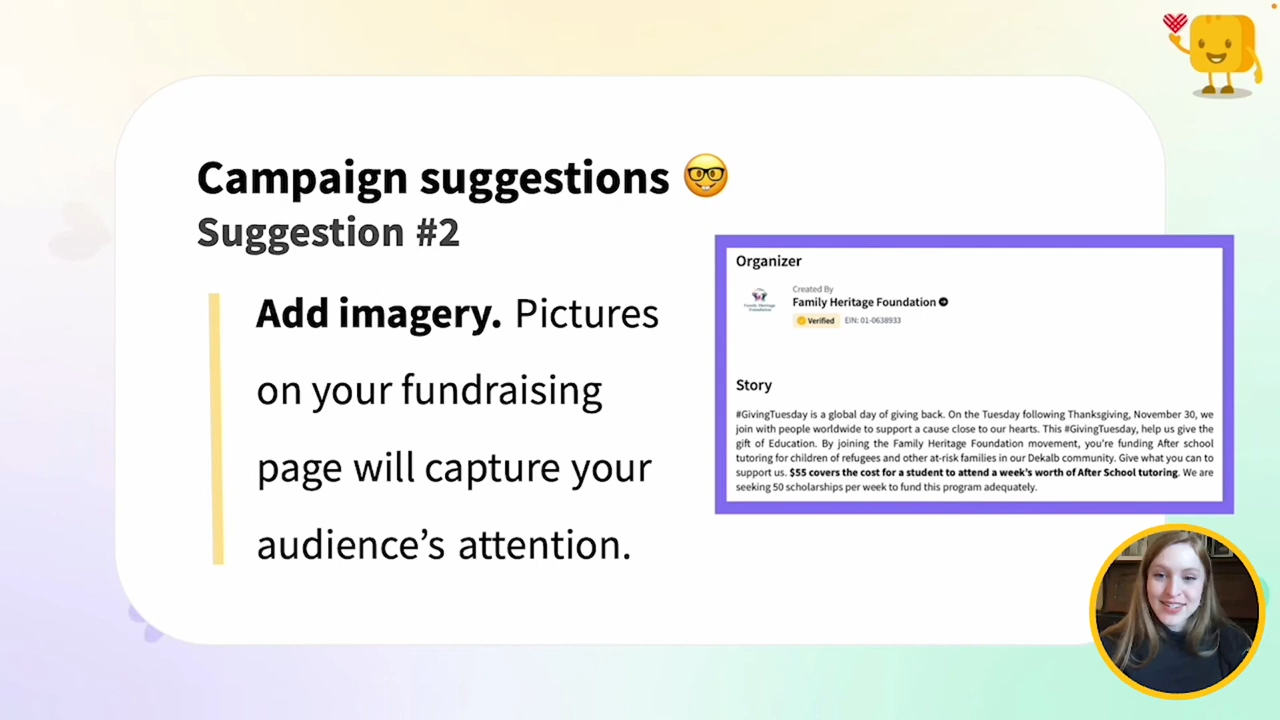 Campaign suggestions 🤓
Suggestion #2
Add imagery. Pictures
on your fundraising
page will capture your
audience’s attention.
Organizer
Created By
Family Heritage Foundation
Verified EIN: 01-0638933
Family Heritage
Foundation
Story
#GivingTuesday is a global day of giving back. On the Tuesday following Thanksgiving, November 30, we
join with people worldwide to support a cause close to our hearts. This #GivingTuesday, help us give the
gift of Education. By joining the Family Heritage Foundation movement, you’re funding After school
tutoring for children of refugees and other at-risk families in our Dekalb community. Give what you can to
support us. $55 covers the cost for a student to attend a week’s worth of After School tutoring. We are
seeking 50 scholarships per week to fund this program adequately.